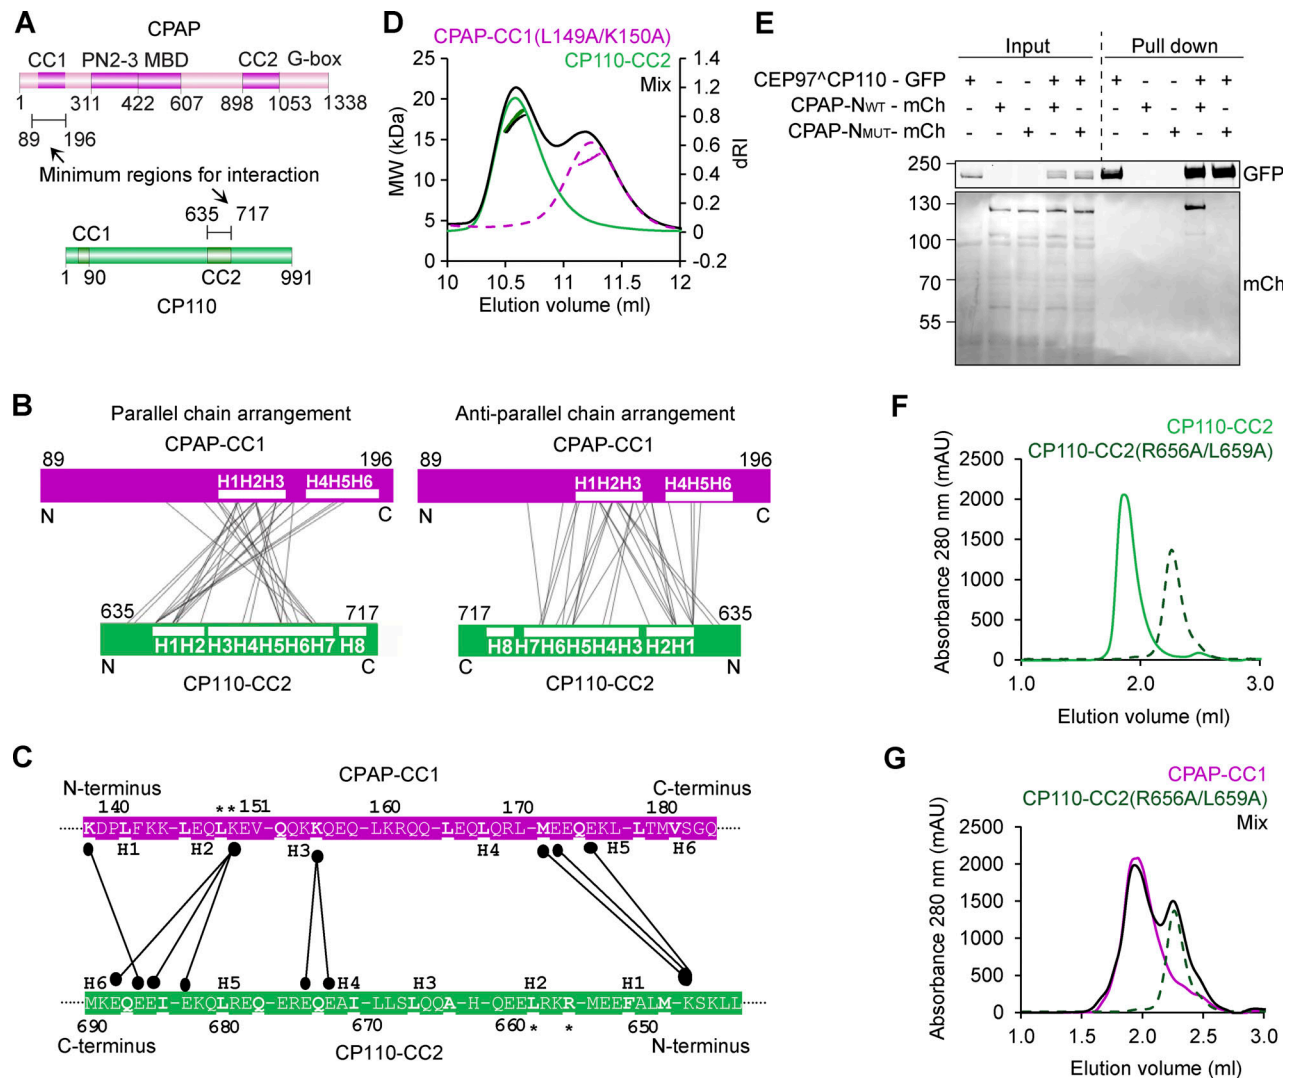 A
CPAP
CC1 PN2-3 MBD CC2 G-box
1 311 422 607 898 1053 1338
89 196
Minimum regions for interaction
635 717
CC1
1 90 CC2 991
CP110
D
CPAP-CC1(L149A/K150A)
CP110-CC2
Mix
MW (kDa)
25
20
15
10
5
0
1.4
1.2
1
0.8
0.6
0.4
0.2
0
-0.2
dRI
10 10.5 11 11.5 12
Elution volume (ml)
E
Input Pull down
CEP97^CP110 - GFP + + + + + +
CPAP-NWT - mCh + + + +
CPAP-NMUT - mCh + + + +
250
GFP
130
100
70
55
mCh
B
Parallel chain arrangement
CPAP-CC1
89 196
H1H2H3 H4H5H6
N C
635 717
H1H2 H3H4H5H6H7 H8
N C
CP110-CC2
Anti-parallel chain arrangement
CPAP-CC1
89 196
H1H2H3 H4H5H6
N C
717 635
H8 H7H6H5H4H3 H2H1
C N
CP110-CC2
C
CPAP-CC1
N-terminus C-terminus
140 ** 151 160 170 180
KDPLFKK-LEQLKEV-QQKKQEQ-LKRQQ-LEQLQRL-MEEQEKL-LTMVSGQ
H1 H2 H3 H4 H5 H6
H6 H5 H4 H3 H2 H1
MKEQEEI-EKQLREQ-EREQEAI-LLSLQQA-H-QEELRKR-MEEFALM-KSKLL
690 680 670 660 * * 650
C-terminus CP110-CC2 N-terminus
F
CP110-CC2
CP110-CC2(R656A/L659A)
Absorbance 280 nm (mAU)
2500
2000
1500
1000
500
0
1.0 2.0 3.0
Elution volume (ml)
G
CPAP-CC1
CP110-CC2(R656A/L659A)
Mix
Absorbance 280 nm (mAU)
2500
2000
1500
1000
500
0
1.0 1.5 2.0 2.5 3.0
Elution volume (ml)